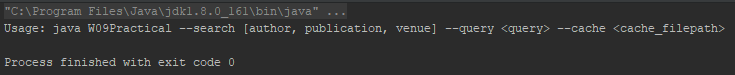 "C:\Program Files\Java\jdk1.8.0_161\bin\java" ...
Usage: java W09Practical --search [author, publication, venue] --query <query> --cache <cache_filepath>
Process finished with exit code 0